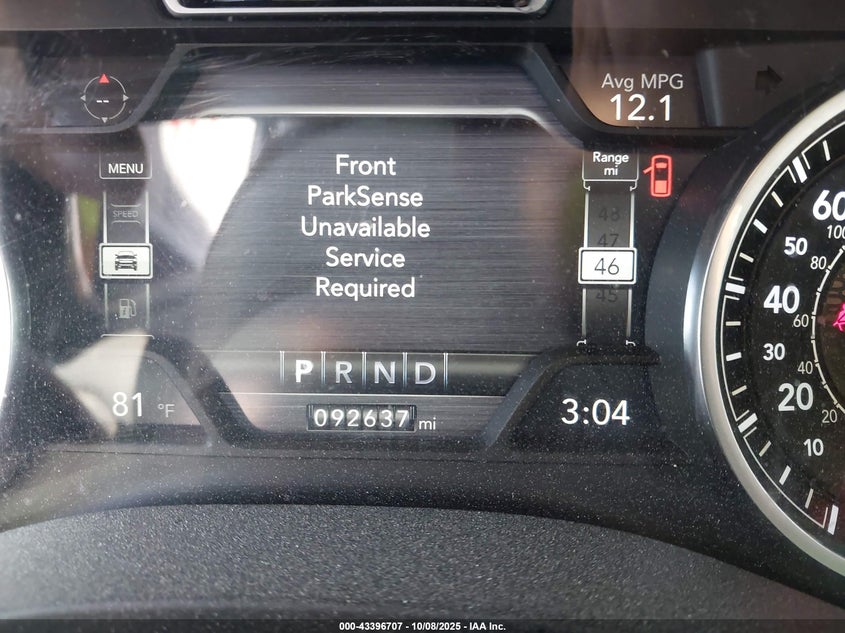 Avg MPG
12.1
--
MENU
SPEED
Front
ParkSense
Unavailable
Service
Required
Range
mi
48
47
46
45
P R N D
81 °F
092637 mi
3:04
60
50
40
30
20
10
100
80
60
40
20
000-43396707 - 10/08/2025 - IAA Inc.